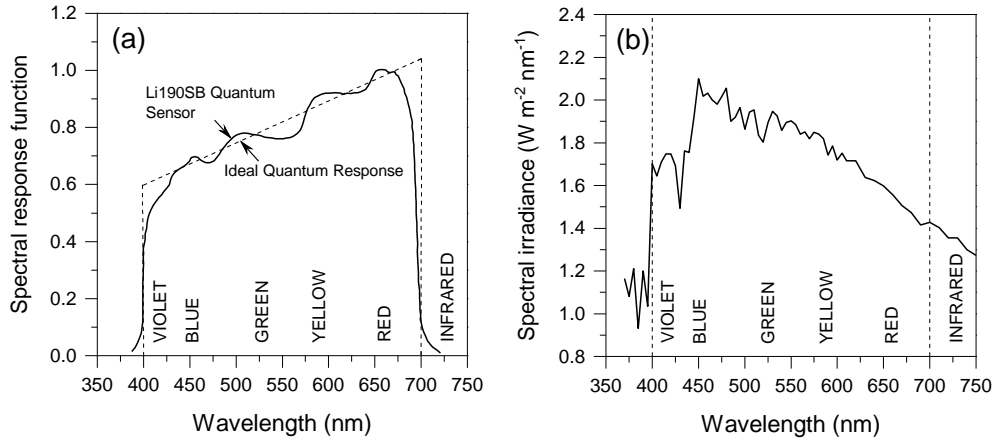 (a)
Spectral response function
1.2
1.0
0.8
0.6
0.4
0.2
0.0
Li190SB Quantum
Sensor
Ideal Quantum Response
VIOLET
BLUE
GREEN
YELLOW
RED
INFRARED
350 400 450 500 550 600 650 700 750
Wavelength (nm)
(b)
Spectral irradiance (W m-2 nm-1)
2.4
2.2
2.0
1.8
1.6
1.4
1.2
1.0
0.8
VIOLET
BLUE
GREEN
YELLOW
RED
INFRARED
350 400 450 500 550 600 650 700 750
Wavelength (nm)